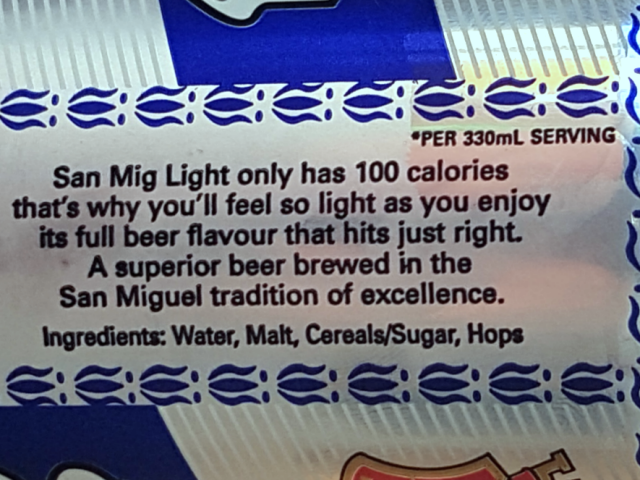 *PER 330mL SERVING
San Mig Light only has 100 calories
that's why you'll feel so light as you enjoy
its full beer flavour that hits just right.
A superior beer brewed in the
San Miguel tradition of excellence.
Ingredients: Water, Malt, Cereals/Sugar, Hops